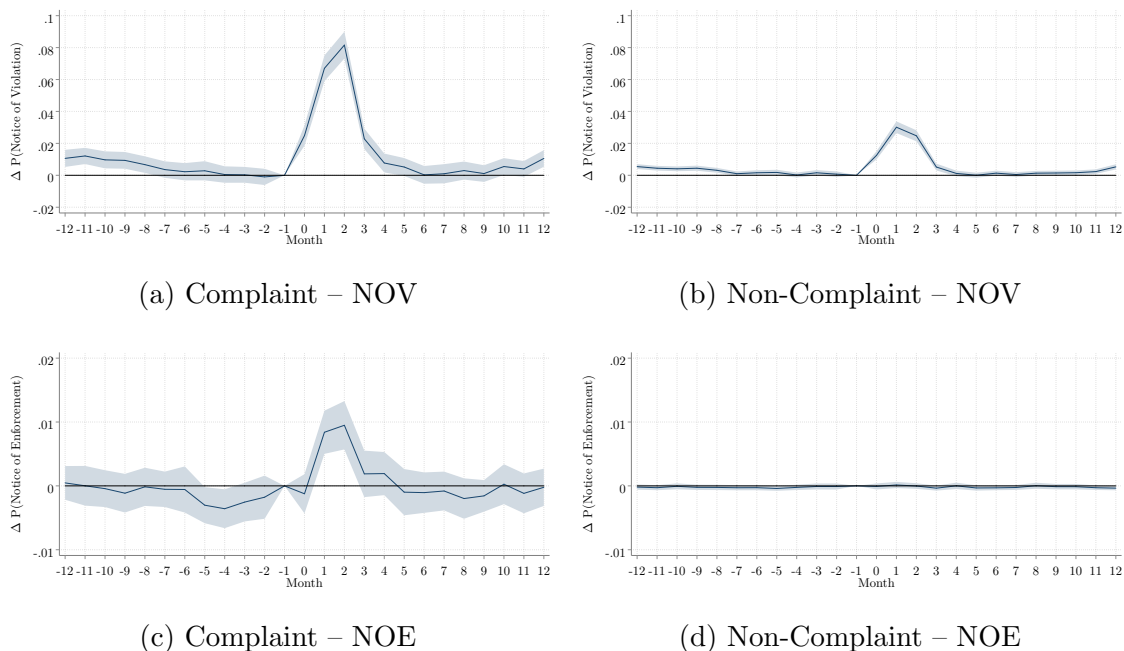 Δ P(Notice of Violation)
.1
.08
.06
.04
.02
0
-.02
-12 -11 -10 -9 -8 -7 -6 -5 -4 -3 -2 -1 0 1 2 3 4 5 6 7 8 9 10 11 12
Month
(a) Complaint – NOV
Δ P(Notice of Violation)
.1
.08
.06
.04
.02
0
-.02
-12 -11 -10 -9 -8 -7 -6 -5 -4 -3 -2 -1 0 1 2 3 4 5 6 7 8 9 10 11 12
Month
(b) Non-Complaint – NOV
Δ P(Notice of Enforcement)
.02
.01
0
-.01
-12 -11 -10 -9 -8 -7 -6 -5 -4 -3 -2 -1 0 1 2 3 4 5 6 7 8 9 10 11 12
Month
(c) Complaint – NOE
Δ P(Notice of Enforcement)
.02
.01
0
-.01
-12 -11 -10 -9 -8 -7 -6 -5 -4 -3 -2 -1 0 1 2 3 4 5 6 7 8 9 10 11 12
Month
(d) Non-Complaint – NOE